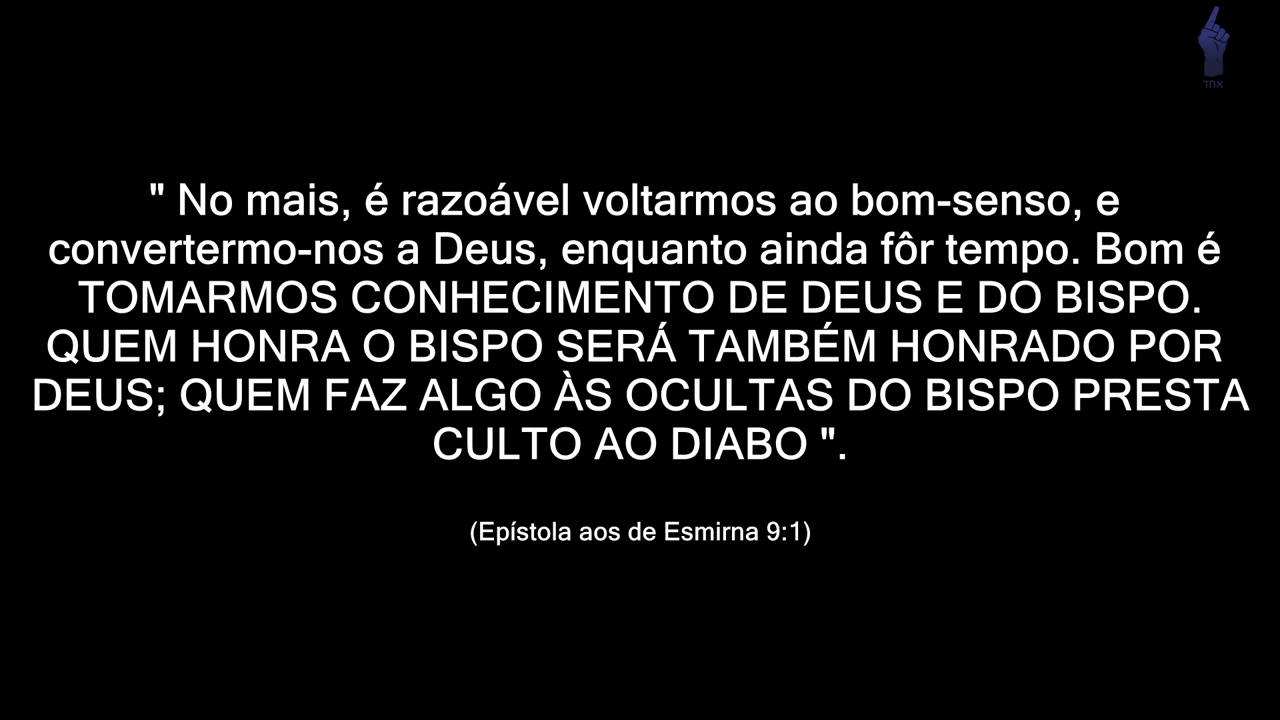 אחד
" No mais, é razoável voltarmos ao bom-senso, e
convertermo-nos a Deus, enquanto ainda fôr tempo. Bom é
TOMARMOS CONHECIMENTO DE DEUS E DO BISPO.
QUEM HONRA O BISPO SERÁ TAMBÉM HONRADO POR
DEUS; QUEM FAZ ALGO ÀS OCULTAS DO BISPO PRESTA
CULTO AO DIABO ".
(Epístola aos de Esmirna 9:1)